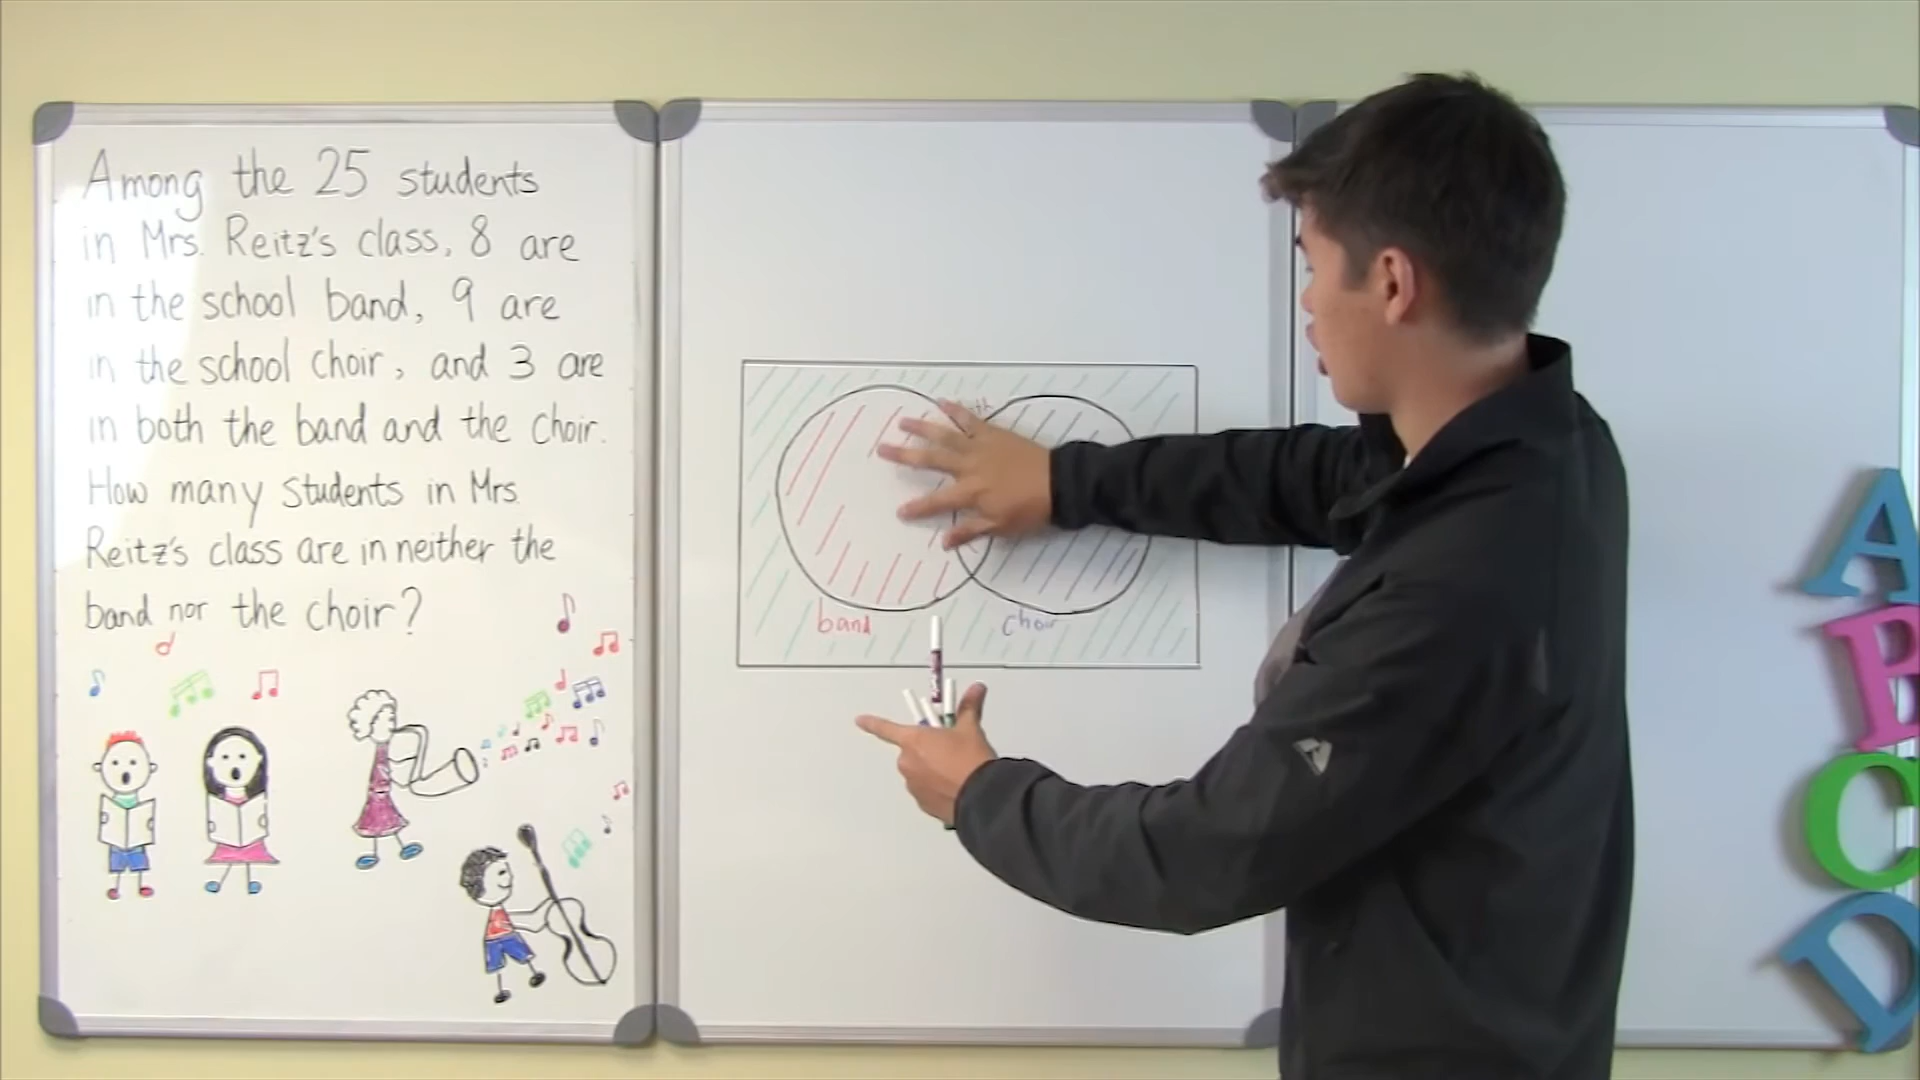 Among the 25 students
in Mrs. Reitz's class, 8 are
in the school band, 9 are
in the school choir, and 3 are
in both the band and the choir.
How many students in Mrs.
Reitz's class are in neither the
band nor the choir?
band
choir
A
B
C
D